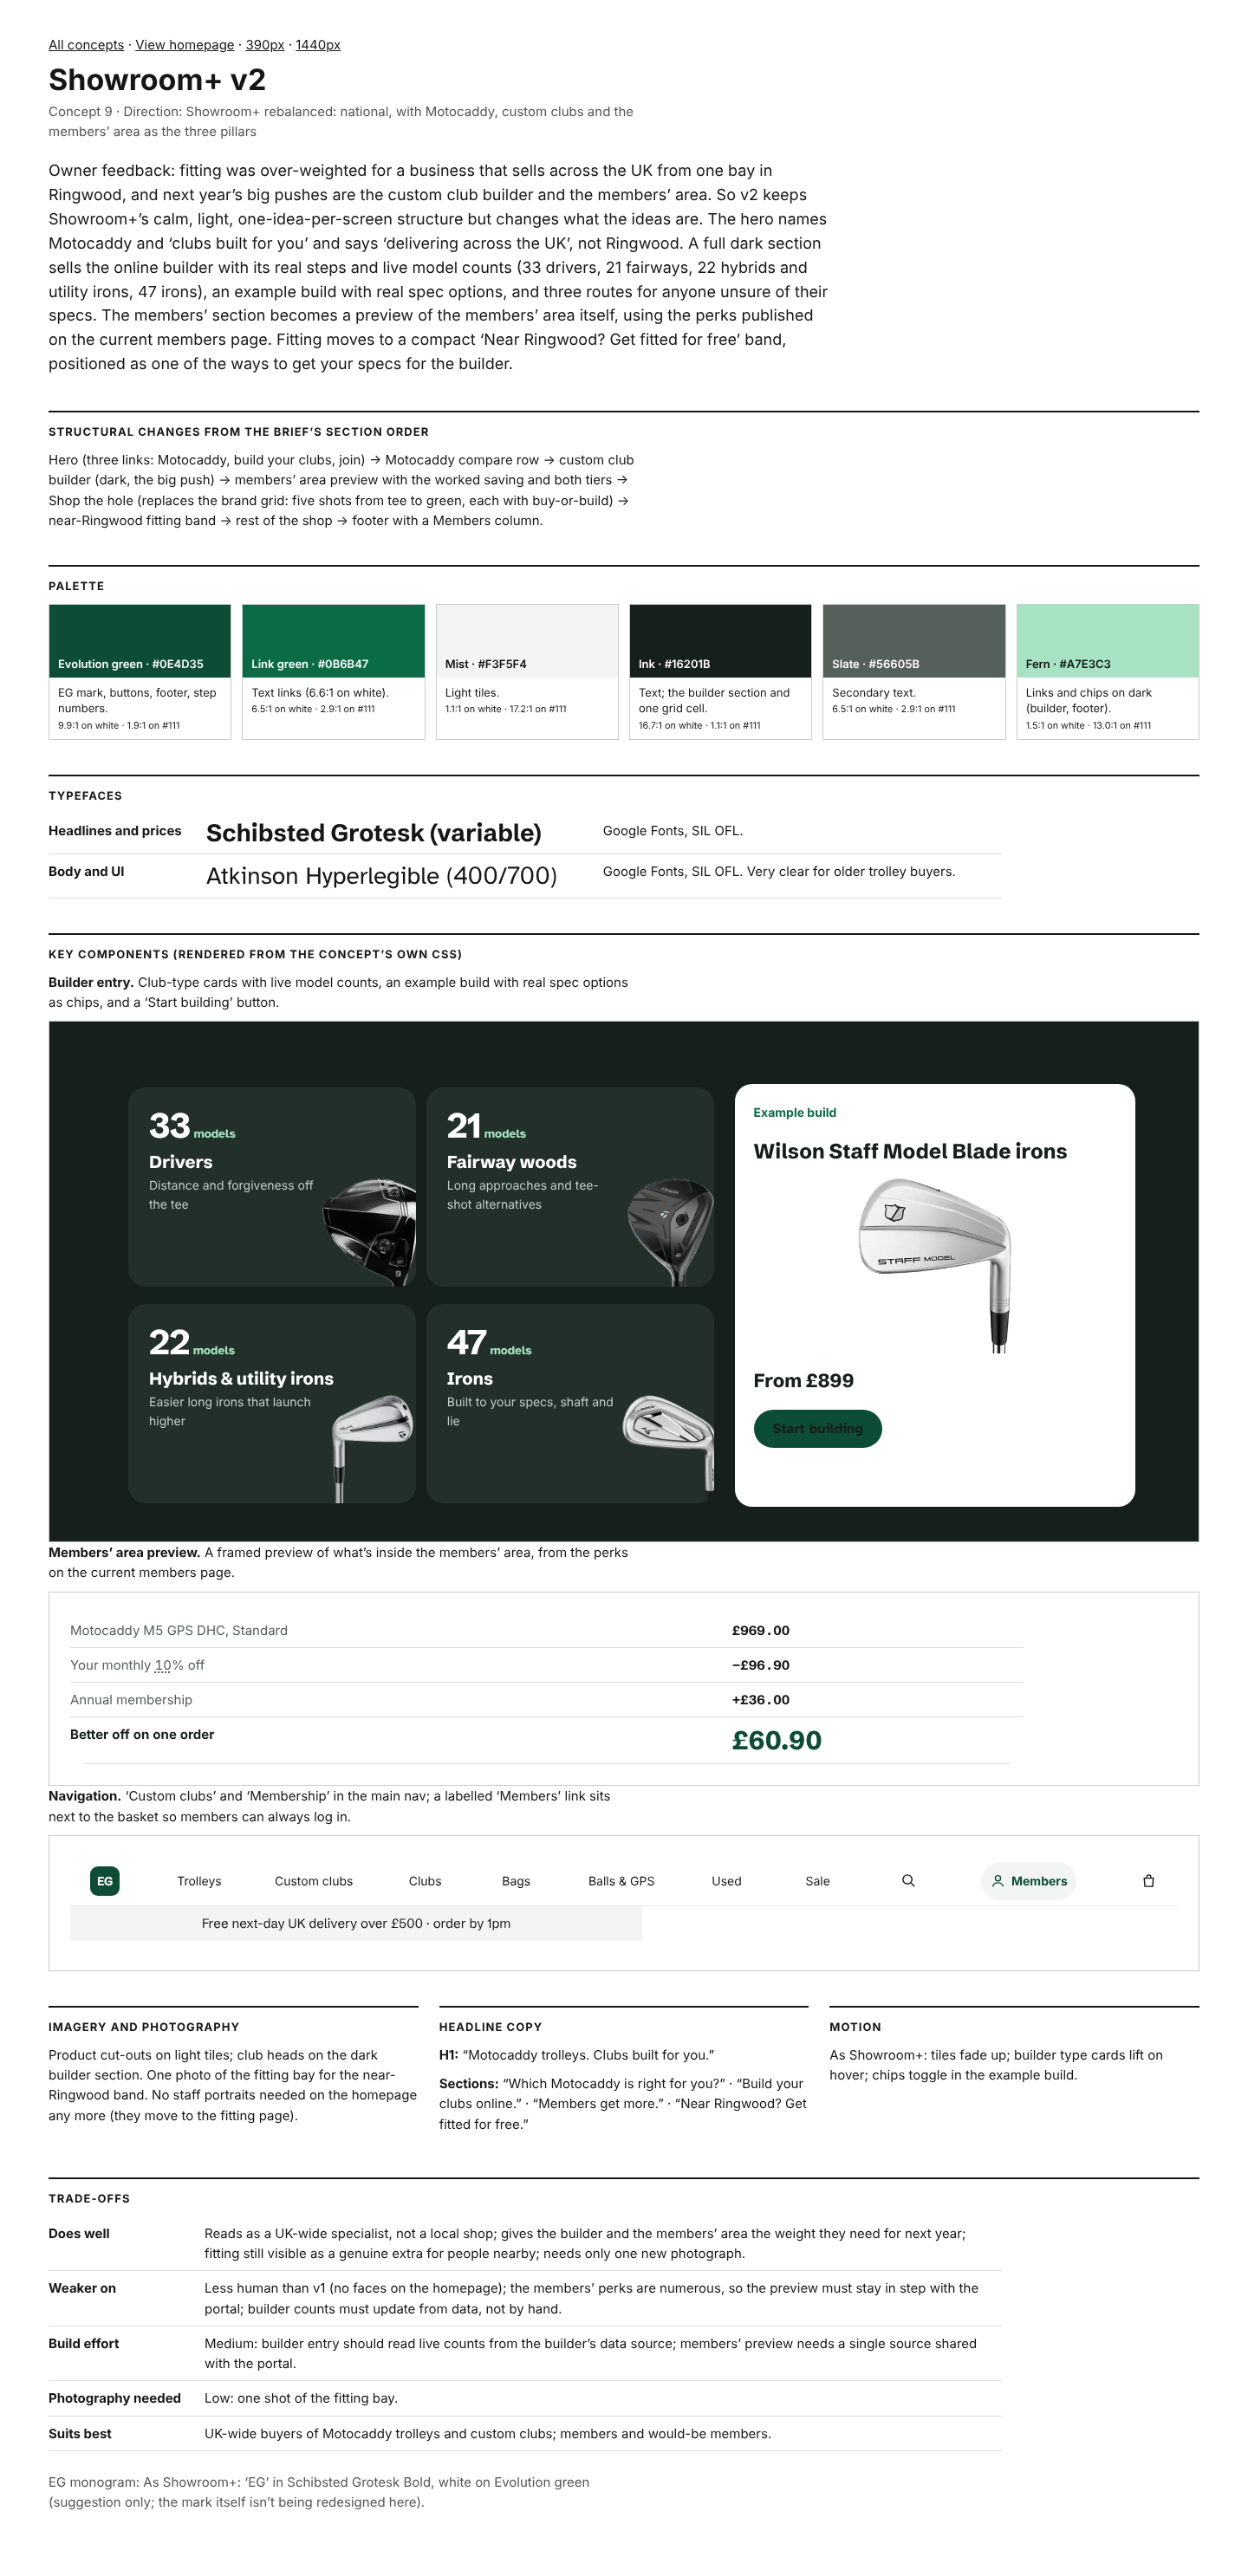 All concepts · View homepage · 390px · 1440px
Showroom+ v2
Concept 9 · Direction: Showroom+ rebalanced: national, with Motocaddy, custom clubs and the
members’ area as the three pillars
Owner feedback: fitting was over-weighted for a business that sells across the UK from one bay in
Ringwood, and next year’s big pushes are the custom club builder and the members’ area. So v2 keeps
Showroom+’s calm, light, one-idea-per-screen structure but changes what the ideas are. The hero names
Motocaddy and ‘clubs built for you’ and says ‘delivering across the UK’, not Ringwood. A full dark section
sells the online builder with its real steps and live model counts (33 drivers, 21 fairways, 22 hybrids and
utility irons, 47 irons), an example build with real spec options, and three routes for anyone unsure of their
specs. The members’ section becomes a preview of the members’ area itself, using the perks published
on the current members page. Fitting moves to a compact ‘Near Ringwood? Get fitted for free’ band,
positioned as one of the ways to get your specs for the builder.
STRUCTURAL CHANGES FROM THE BRIEF’S SECTION ORDER
Hero (three links: Motocaddy, build your clubs, join) → Motocaddy compare row → custom club
builder (dark, the big push) → members’ area preview with the worked saving and both tiers →
Shop the hole (replaces the brand grid: five shots from tee to green, each with buy-or-build) →
near-Ringwood fitting band → rest of the shop → footer with a Members column.
PALETTE
Evolution green · #0E4D35
EG mark, buttons, footer, step
numbers.
9.9:1 on white · 1.9:1 on #111
Link green · #0B6B47
Text links (6.6:1 on white).
6.5:1 on white · 2.9:1 on #111
Mist · #F3F5F4
Light tiles.
1.1:1 on white · 17.2:1 on #111
Ink · #16201B
Text; the builder section and
one grid cell.
16.7:1 on white · 1.1:1 on #111
Slate · #56605B
Secondary text.
6.5:1 on white · 2.9:1 on #111
Fern · #A7E3C3
Links and chips on dark
(builder, footer).
1.5:1 on white · 13.0:1 on #111
TYPEFACES
Headlines and prices Schibsted Grotesk (variable) Google Fonts, SIL OFL.
Body and UI Atkinson Hyperlegible (400/700) Google Fonts, SIL OFL. Very clear for older trolley buyers.
KEY COMPONENTS (RENDERED FROM THE CONCEPT’S OWN CSS)
Builder entry. Club-type cards with live model counts, an example build with real spec options
as chips, and a ‘Start building’ button.
33 models
Drivers
Distance and forgiveness off
the tee
21 models
Fairway woods
Long approaches and tee-
shot alternatives
22 models
Hybrids & utility irons
Easier long irons that launch
higher
47 models
Irons
Built to your specs, shaft and
lie
Example build
Wilson Staff Model Blade irons
STAFF MODEL
From £899
Start building
Members’ area preview. A framed preview of what’s inside the members’ area, from the perks
on the current members page.
Motocaddy M5 GPS DHC, Standard £969.00
Your monthly 10% off −£96.90
Annual membership +£36.00
Better off on one order £60.90
Navigation. ‘Custom clubs’ and ‘Membership’ in the main nav; a labelled ‘Members’ link sits
next to the basket so members can always log in.
EG Trolleys Custom clubs Clubs Bags Balls & GPS Used Sale Members
Free next-day UK delivery over £500 · order by 1pm
IMAGERY AND PHOTOGRAPHY
Product cut-outs on light tiles; club heads on the dark
builder section. One photo of the fitting bay for the near-
Ringwood band. No staff portraits needed on the homepage
any more (they move to the fitting page).
HEADLINE COPY
H1: “Motocaddy trolleys. Clubs built for you.”
Sections: “Which Motocaddy is right for you?” · “Build your
clubs online.” · “Members get more.” · “Near Ringwood? Get
fitted for free.”
MOTION
As Showroom+: tiles fade up; builder type cards lift on
hover; chips toggle in the example build.
TRADE-OFFS
Does well Reads as a UK-wide specialist, not a local shop; gives the builder and the members’ area the weight they need for next year;
fitting still visible as a genuine extra for people nearby; needs only one new photograph.
Weaker on Less human than v1 (no faces on the homepage); the members’ perks are numerous, so the preview must stay in step with the
portal; builder counts must update from data, not by hand.
Build effort Medium: builder entry should read live counts from the builder’s data source; members’ preview needs a single source shared
with the portal.
Photography needed Low: one shot of the fitting bay.
Suits best UK-wide buyers of Motocaddy trolleys and custom clubs; members and would-be members.
EG monogram: As Showroom+: ‘EG’ in Schibsted Grotesk Bold, white on Evolution green
(suggestion only; the mark itself isn’t being redesigned here).